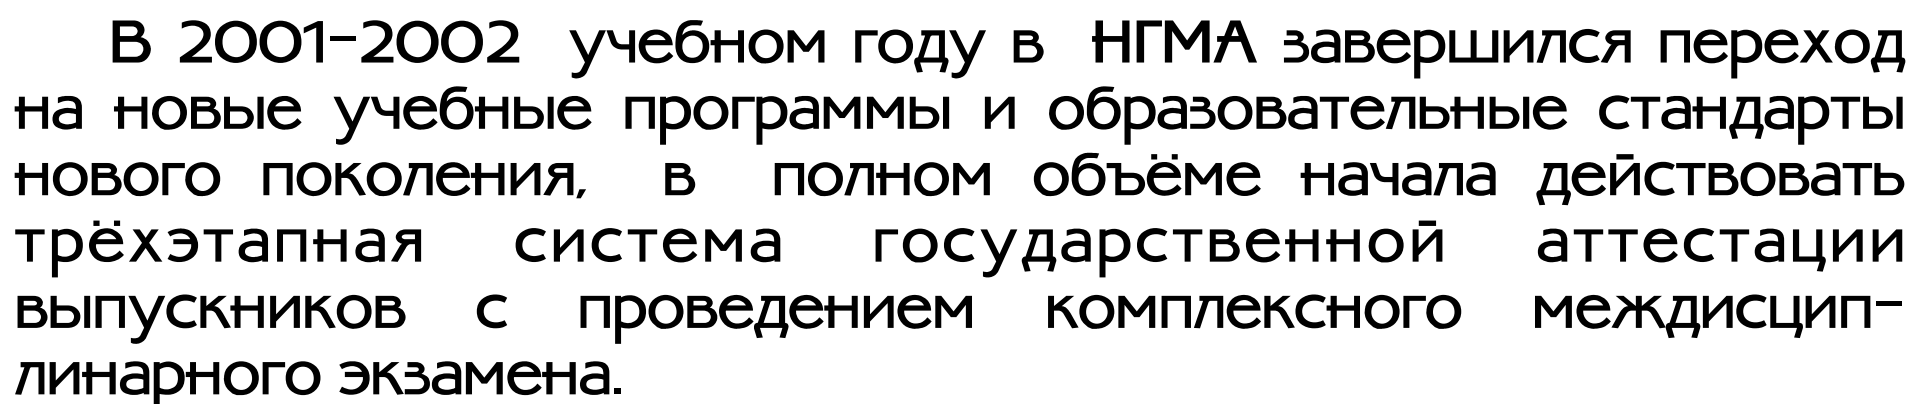 В 2001-2002 учебном году в НГМА завершился переход
на новые учебные программы и образовательные стандарты
нового поколения, в полном объёме начала действовать
трёхэтапная система государственной аттестации
выпускников с проведением комплексного междисцип-
линарного экзамена.